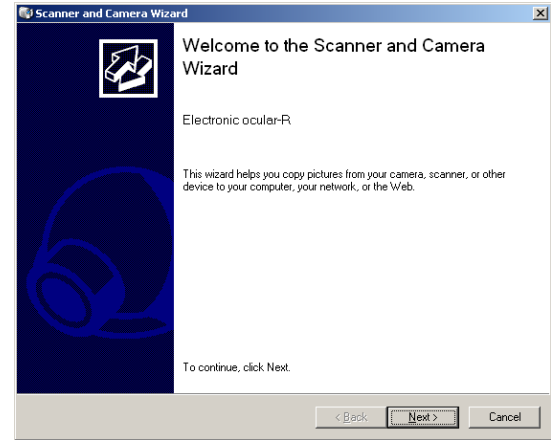 Scanner and Camera Wizard
Welcome to the Scanner and Camera
Wizard
Electronic ocular-R
This wizard helps you copy pictures from your camera, scanner, or other
device to your computer, your network, or the Web.
To continue, click Next.
< Back Next > Cancel